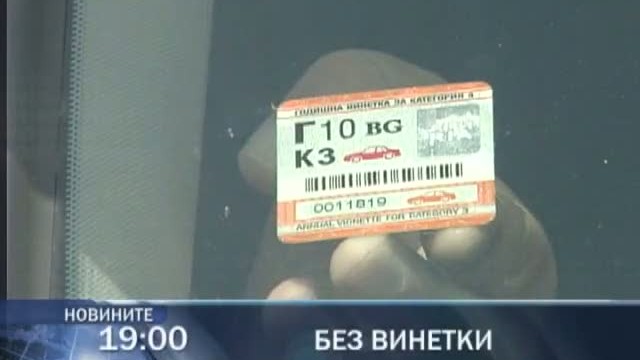 ГОДИШНА ВИНЕТКА ЗА КАТЕГОРИЯ 3
Г10 BG
К3
0011819
ANNUAL VIGNETTE FOR CATEGORY 3
НОВИНИТЕ
19:00
БЕЗ ВИНЕТКИ